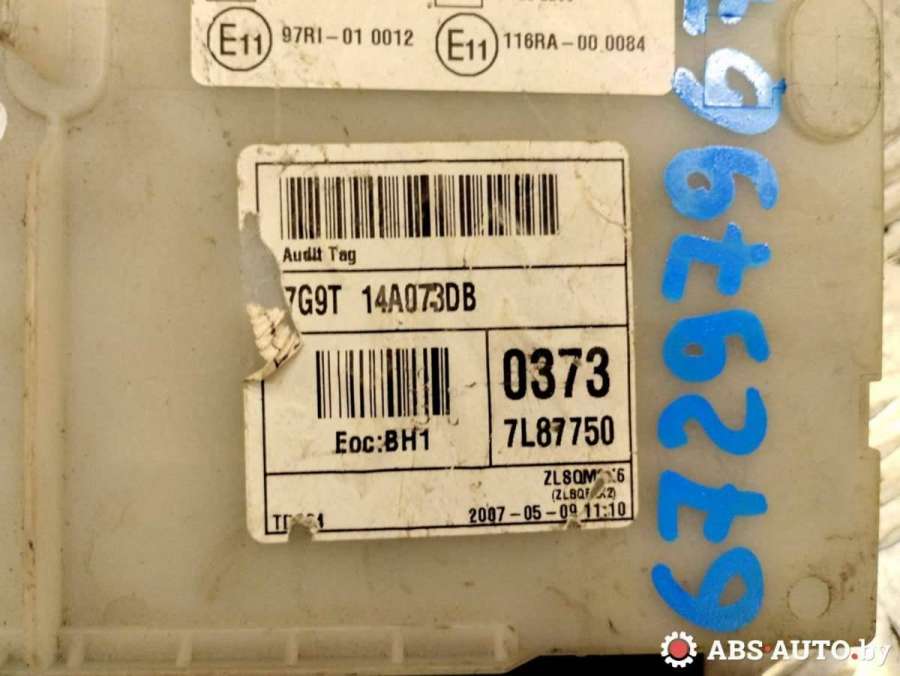 E11 97RI-01 0012 E11 116RA-00 0084
Audit Tag
7G9T 14A073DB
Eoc:BH1
0373
7L87750
2007-05-09 11:10
ABS-AUTO.by